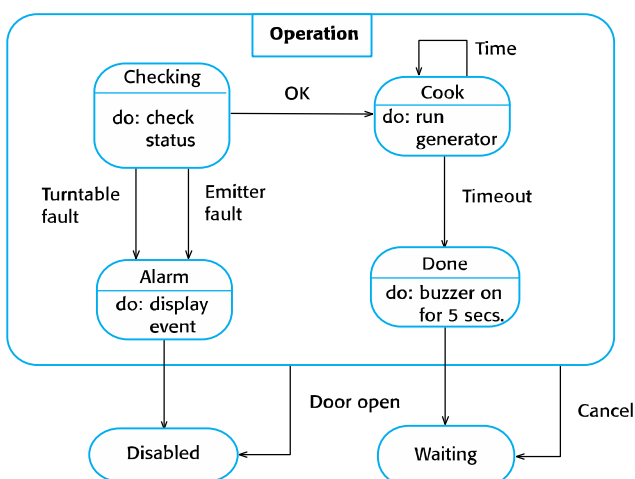 Operation
Checking
do: check
status
OK
Time
Cook
do: run
generator
Turntable
fault
Emitter
fault
Timeout
Alarm
do: display
event
Done
do: buzzer on
for 5 secs.
Door open
Cancel
Disabled
Waiting